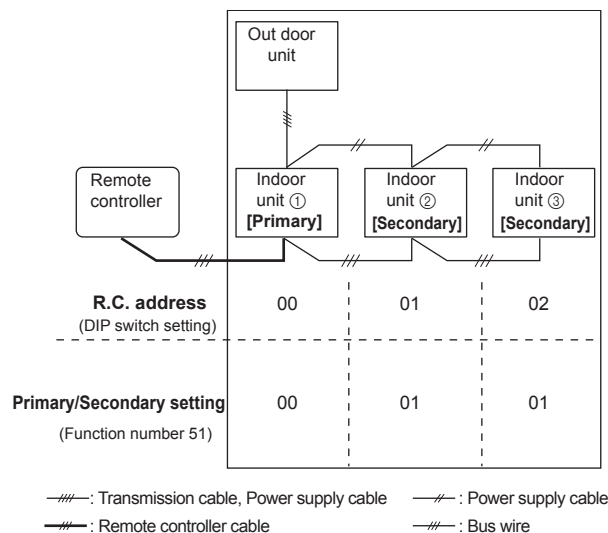 Out door
unit
Remote
controller
Indoor
unit ①
[Primary]
Indoor
unit ②
[Secondary]
Indoor
unit ③
[Secondary]
R.C. address
(DIP switch setting)
00
01
02
Primary/Secondary setting
(Function number 51)
00
01
01
: Transmission cable, Power supply cable
: Power supply cable
: Remote controller cable
: Bus wire